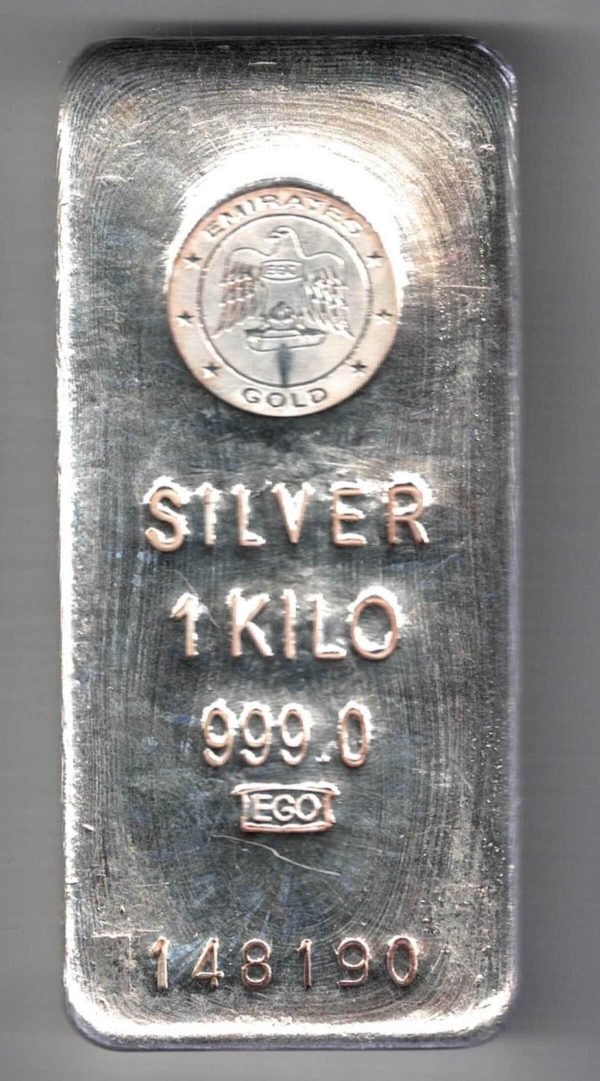 EMIRATES
EGO
GOLD
SILVER
1 KILO
999.0
EGO
148190